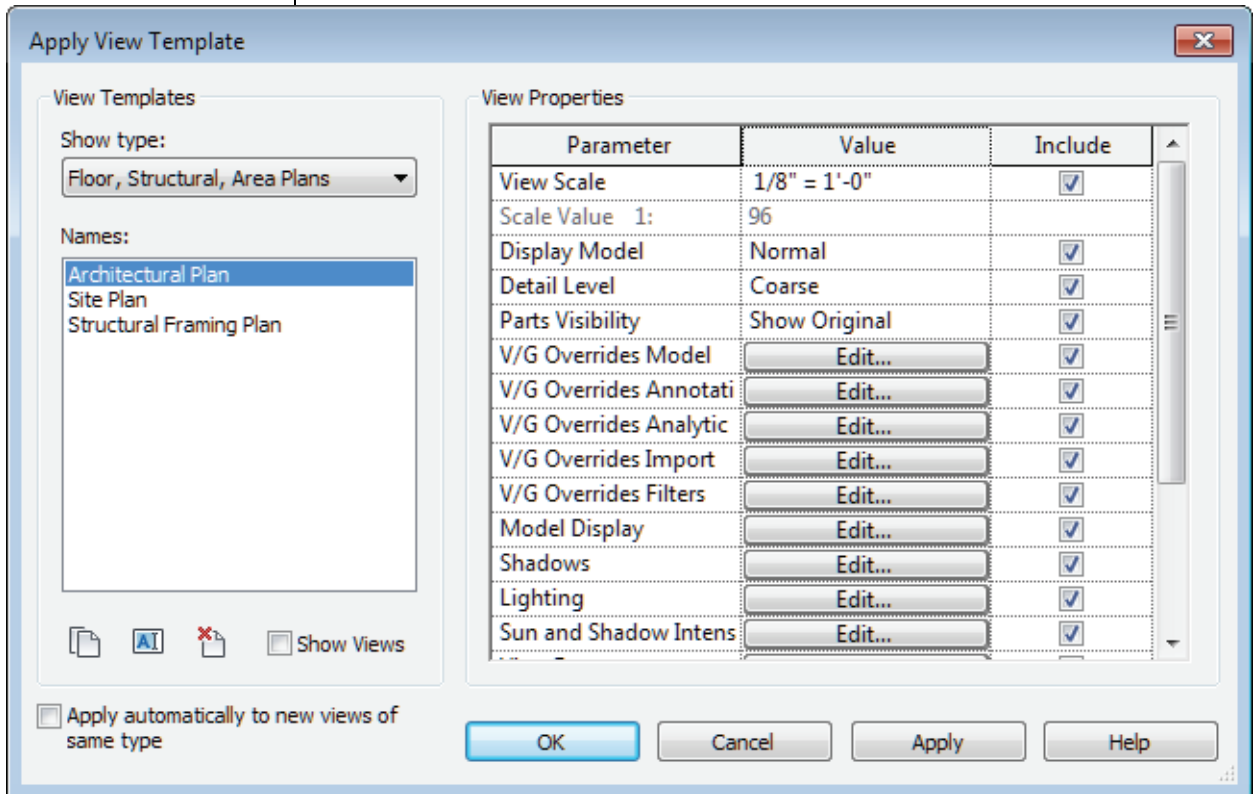 Apply View Template
View Templates
Show type:
Floor, Structural, Area Plans
Names:
Architectural Plan
Site Plan
Structural Framing Plan
AI
Show Views
Apply automatically to new views of
same type
View Properties
Parameter Value Include
View Scale 1/8" = 1'-0"
Scale Value 1: 96
Display Model Normal
Detail Level Coarse
Parts Visibility Show Original
V/G Overrides Model Edit...
V/G Overrides Annotati Edit...
V/G Overrides Analytic Edit...
V/G Overrides Import Edit...
V/G Overrides Filters Edit...
Model Display Edit...
Shadows Edit...
Lighting Edit...
Sun and Shadow Intens Edit...
OK Cancel Apply Help